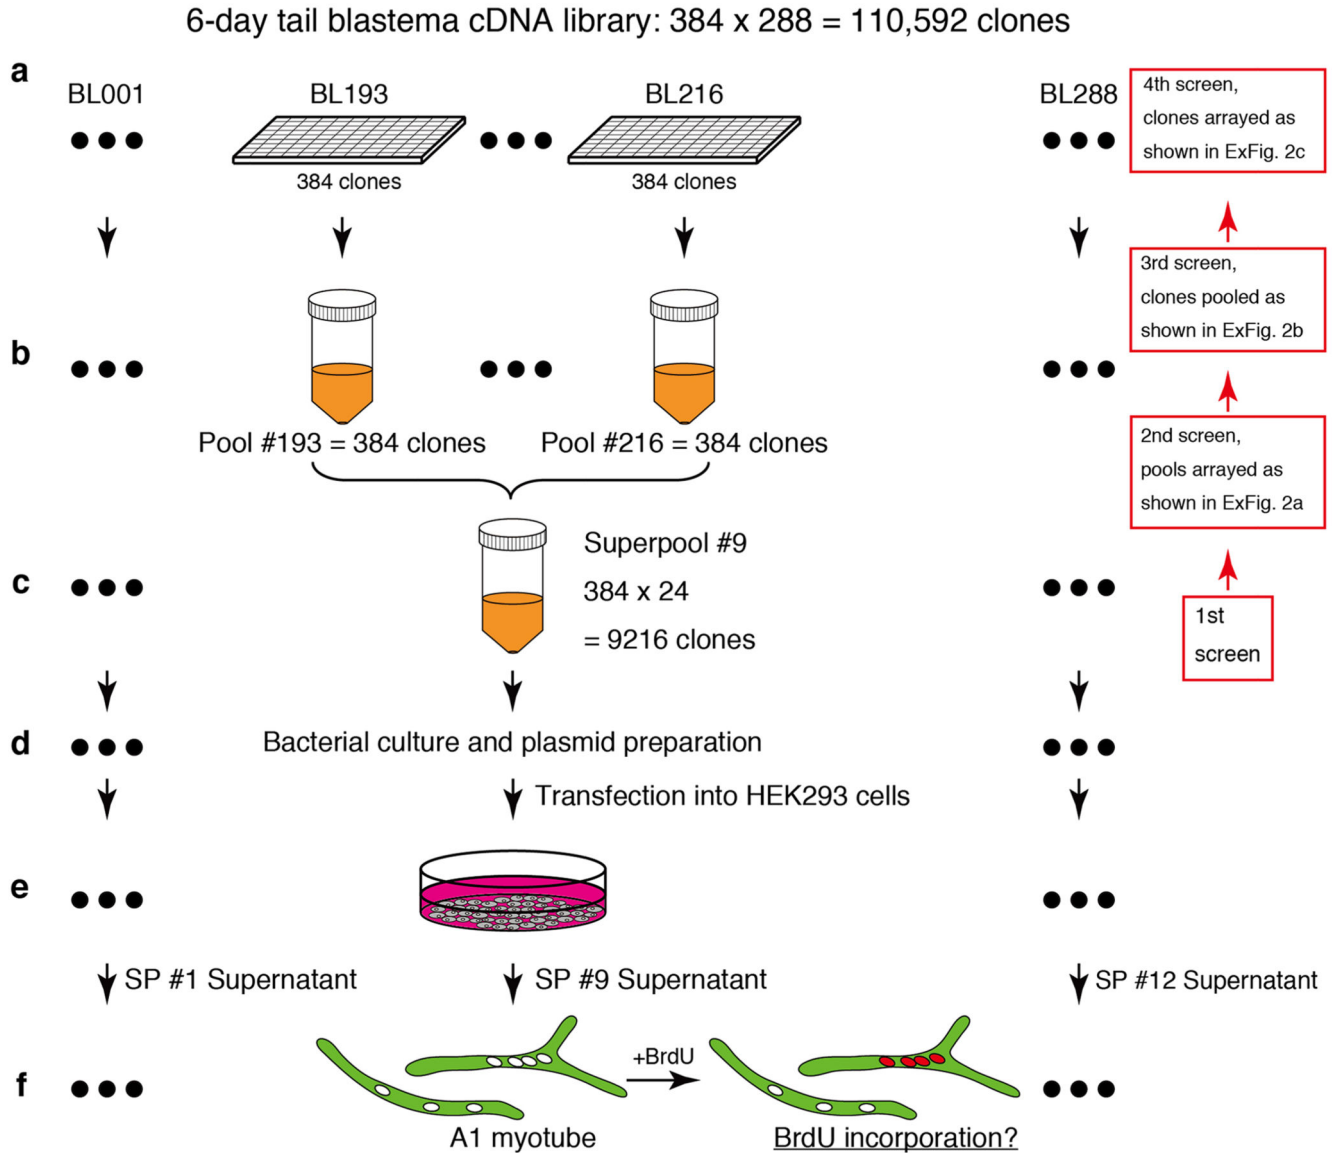 6-day tail blastema cDNA library: 384 x 288 = 110,592 clones
a
BL001
BL193
BL216
BL288
384 clones
384 clones
4th screen,
clones arrayed as
shown in ExFig. 2c
3rd screen,
clones pooled as
shown in ExFig. 2b
b
Pool #193 = 384 clones
Pool #216 = 384 clones
2nd screen,
pools arrayed as
shown in ExFig. 2a
c
Superpool #9
384 x 24
= 9216 clones
1st
screen
d
Bacterial culture and plasmid preparation
Transfection into HEK293 cells
e
SP #1 Supernatant
SP #9 Supernatant
SP #12 Supernatant
f
+BrdU
A1 myotube
BrdU incorporation?